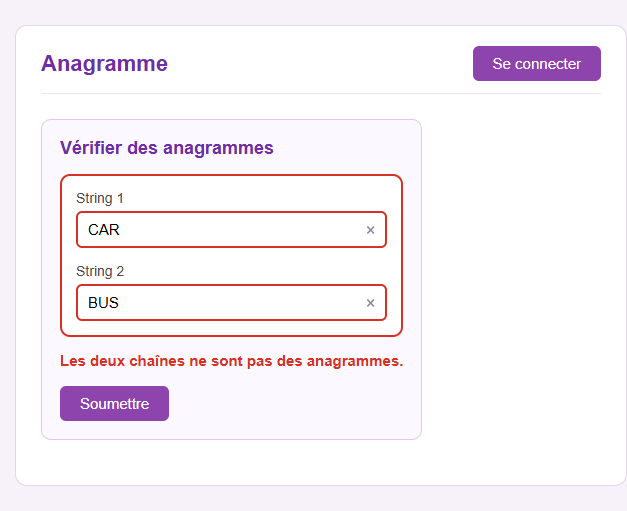 Anagramme
Se connecter
Vérifier des anagrammes
String 1
CAR ×
String 2
BUS ×
Les deux chaînes ne sont pas des anagrammes.
Soumettre